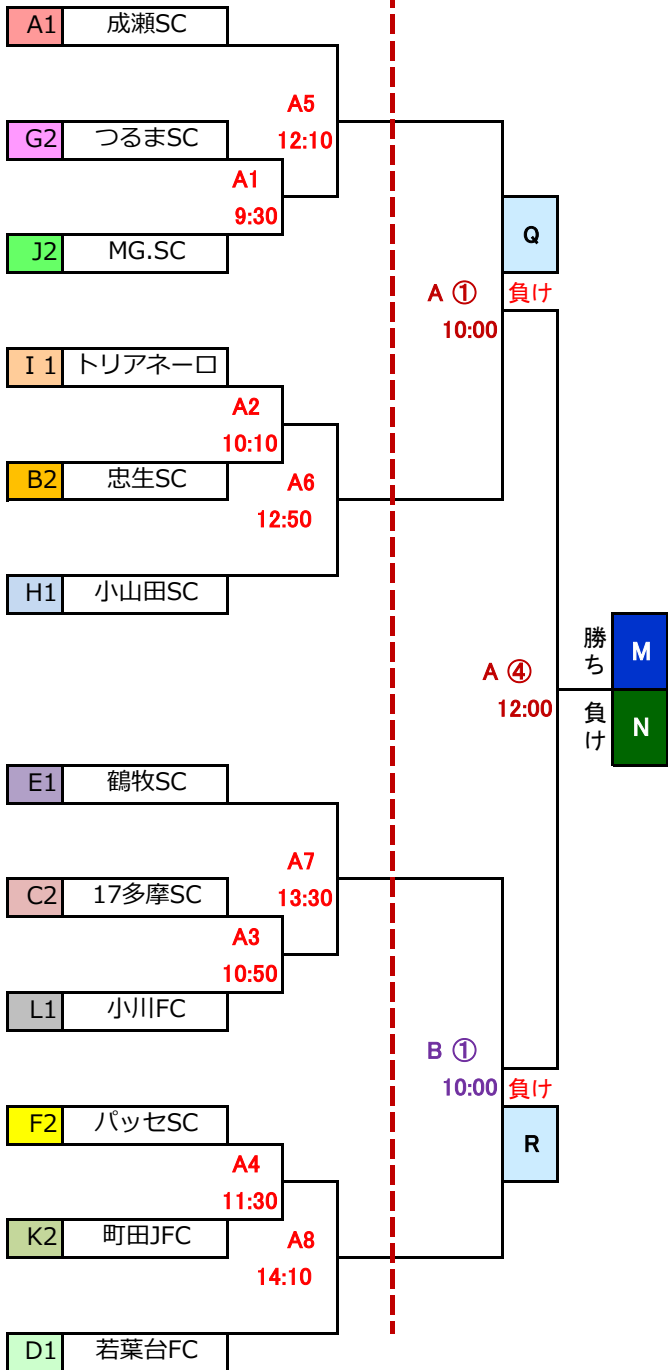 A1 成瀬SC
A5
12:10
G2 つるまSC
A1
9:30
J2 MG.SC
Q
A ①
負け
10:00
I 1 トリアネーロ
A2
10:10
B2 忠生SC
A6
12:50
H1 小山田SC
勝ち
M
A ④
12:00
負け
N
E1 鶴牧SC
A7
13:30
C2 17多摩SC
A3
10:50
L1 小川FC
B ①
10:00
負け
R
F2 パッセSC
A4
11:30
K2 町田JFC
A8
14:10
D1 若葉台FC